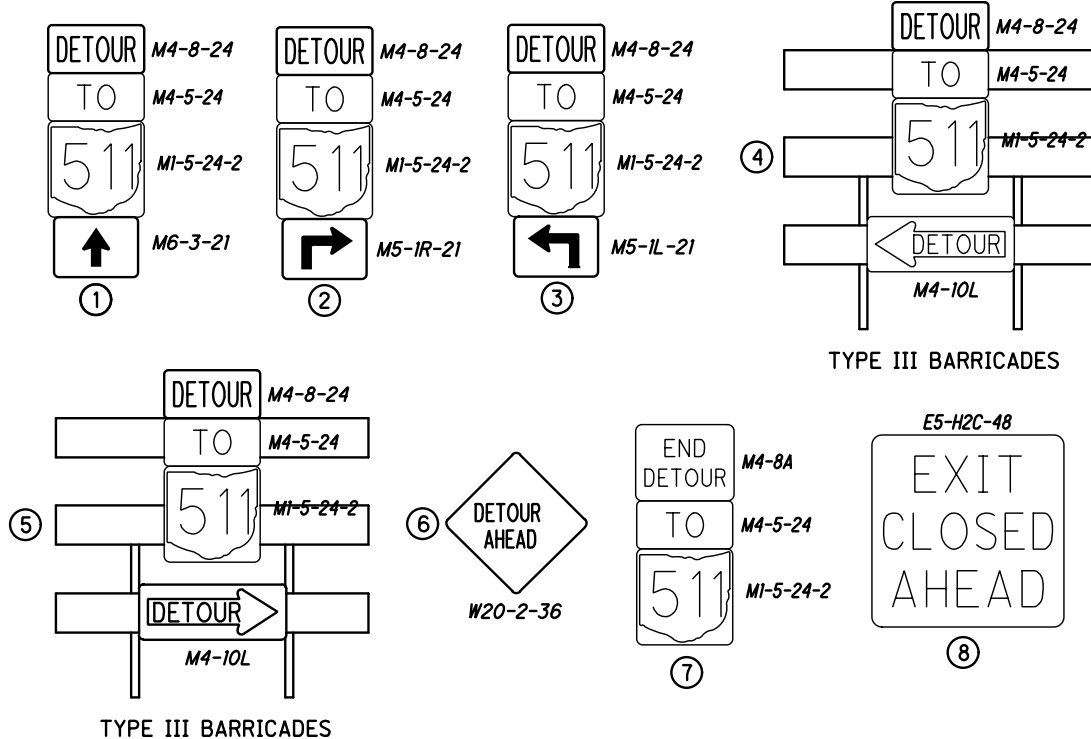 DETOUR M4-8-24
TO M4-5-24
511 M1-5-24-2
M6-3-21
1
DETOUR M4-8-24
TO M4-5-24
511 M1-5-24-2
M5-1R-21
2
DETOUR M4-8-24
TO M4-5-24
511 M1-5-24-2
M5-1L-21
3
DETOUR M4-8-24
TO M4-5-24
511 M1-5-24-2
4
DETOUR
M4-10L
TYPE III BARRICADES
DETOUR M4-8-24
TO M4-5-24
511 M1-5-24-2
5
DETOUR
M4-10L
TYPE III BARRICADES
6
DETOUR
AHEAD
W20-2-36
END
DETOUR M4-8A
TO M4-5-24
511 M1-5-24-2
7
E5-H2C-48
EXIT
CLOSED
AHEAD
8